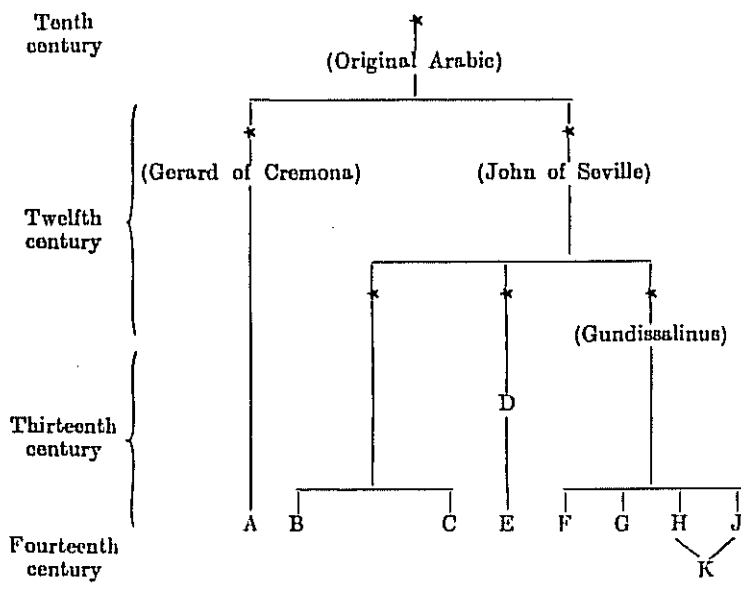 Tenth
century
(Original Arabic)
(Gerard of Cremona)
(John of Seville)
Twelfth
century
(Gundissalinus)
D
Thirteenth
century
A B C E F G H J
Fourteenth
century
K